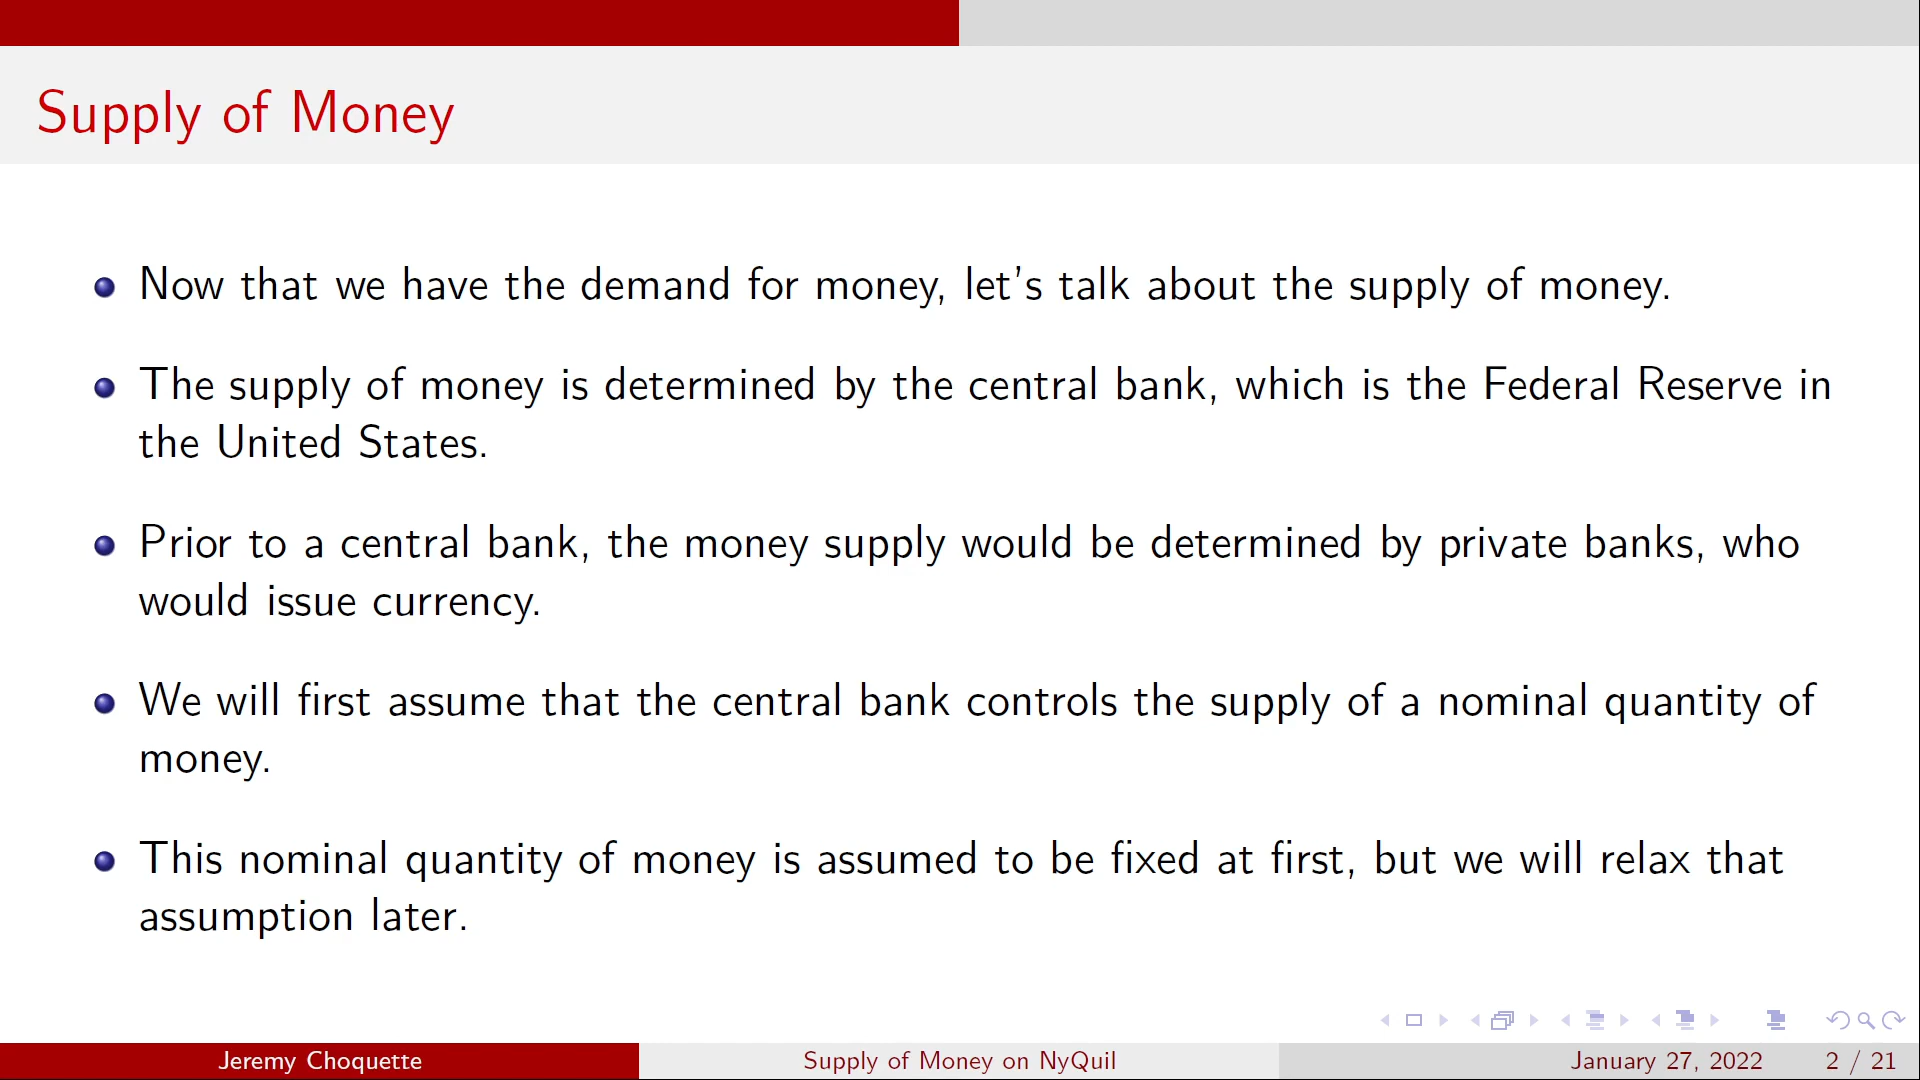 Supply of Money
Now that we have the demand for money, let's talk about the supply of money.
The supply of money is determined by the central bank, which is the Federal Reserve in
the United States.
Prior to a central bank, the money supply would be determined by private banks, who
would issue currency.
We will first assume that the central bank controls the supply of a nominal quantity of
money.
This nominal quantity of money is assumed to be fixed at first, but we will relax that
assumption later.
Jeremy Choquette
Supply of Money on NyQuil
January 27, 2022
2 / 21